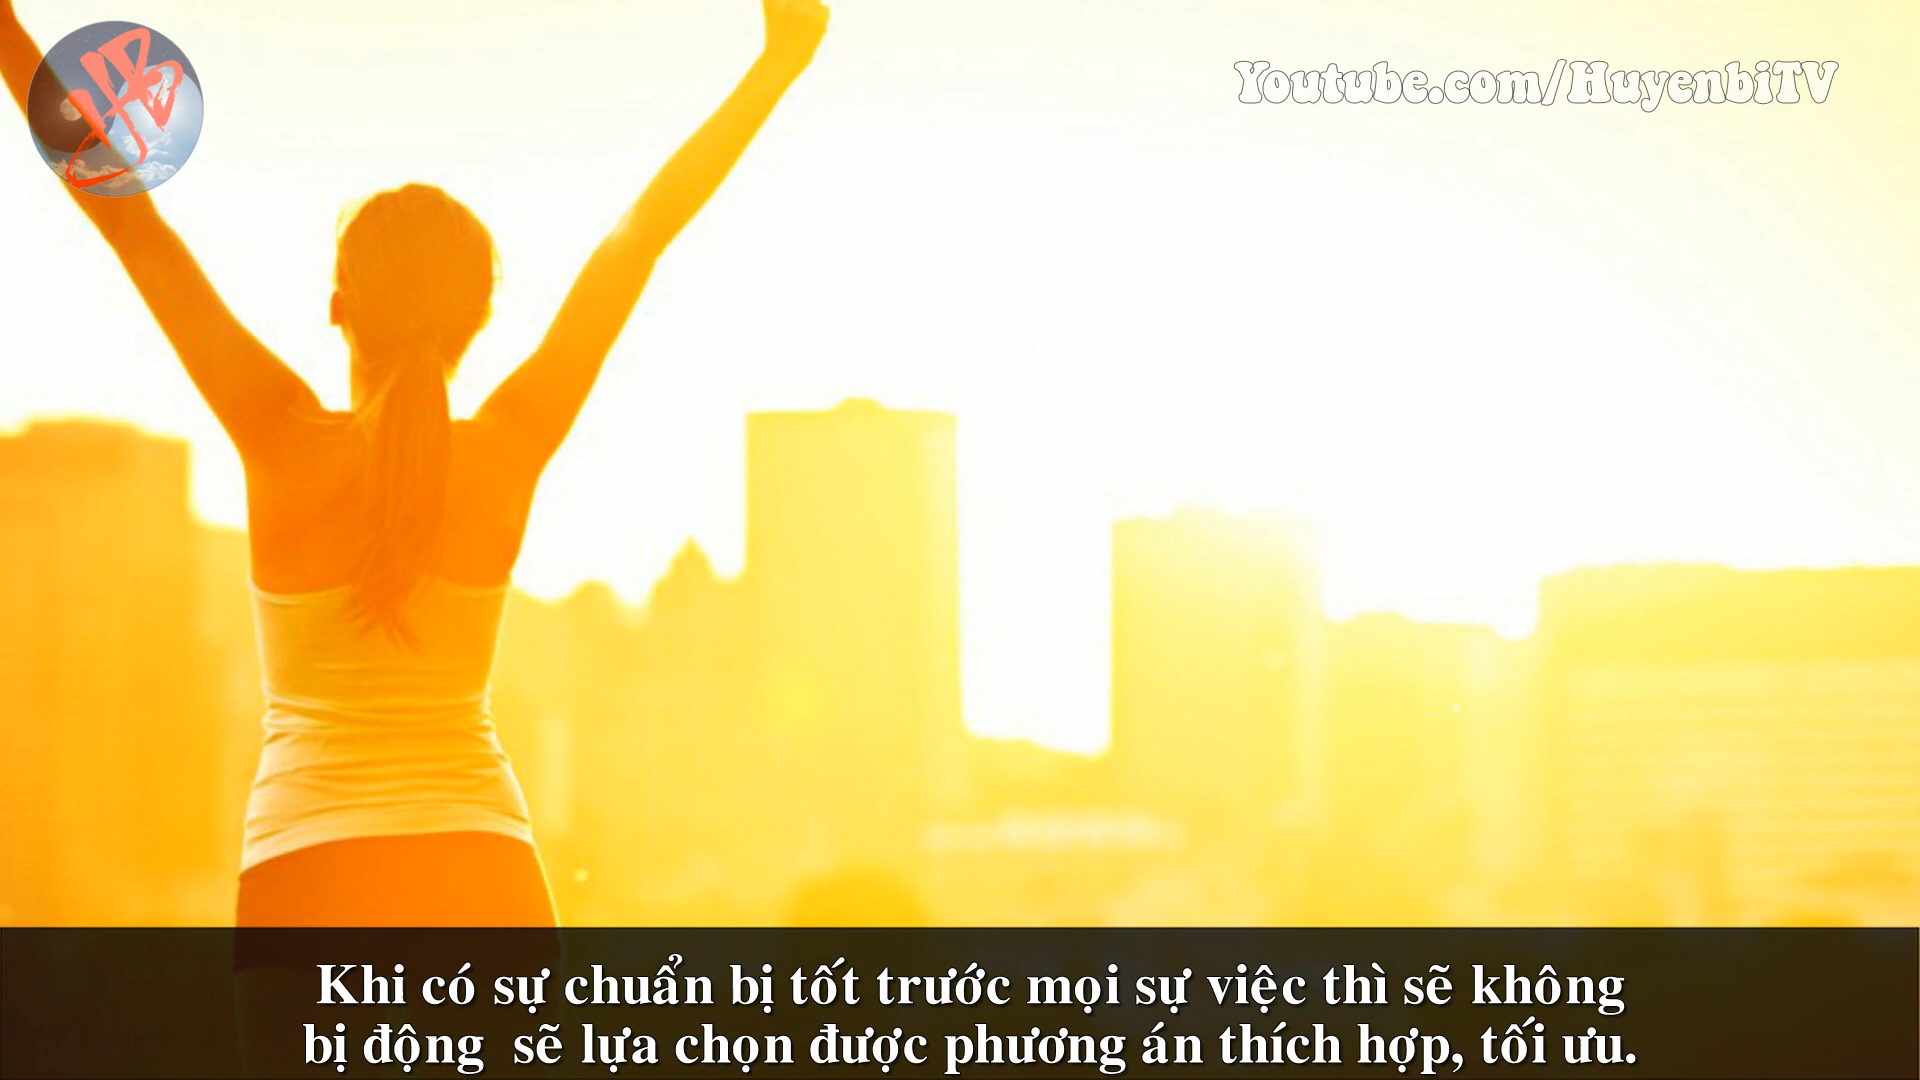 Youtube.com/HuyenbiTV
Khi có sự chuẩn bị tốt trước mọi sự việc thì sẽ không
bị động  sẽ lựa chọn được phương án thích hợp, tối ưu.